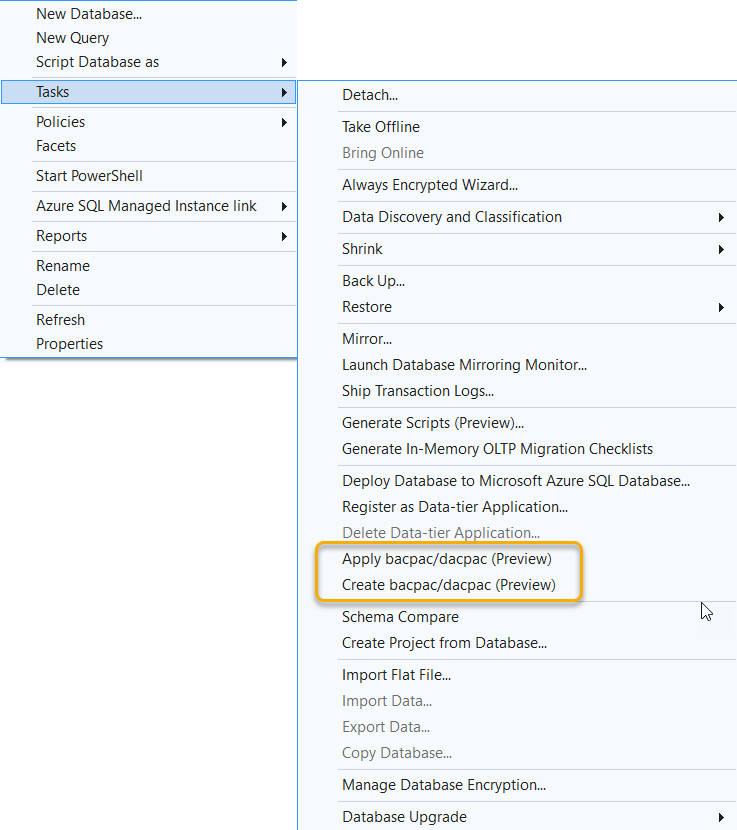 New Database...
New Query
Script Database as
Tasks
Policies
Facets
Start PowerShell
Azure SQL Managed Instance link
Reports
Rename
Delete
Refresh
Properties
Detach...
Take Offline
Bring Online
Always Encrypted Wizard...
Data Discovery and Classification
Shrink
Back Up...
Restore
Mirror...
Launch Database Mirroring Monitor...
Ship Transaction Logs...
Generate Scripts (Preview)...
Generate In-Memory OLTP Migration Checklists
Deploy Database to Microsoft Azure SQL Database...
Register as Data-tier Application...
Delete Data-tier Application...
Apply bacpac/dacpac (Preview)
Create bacpac/dacpac (Preview)
Schema Compare
Create Project from Database...
Import Flat File...
Import Data...
Export Data...
Copy Database...
Manage Database Encryption...
Database Upgrade